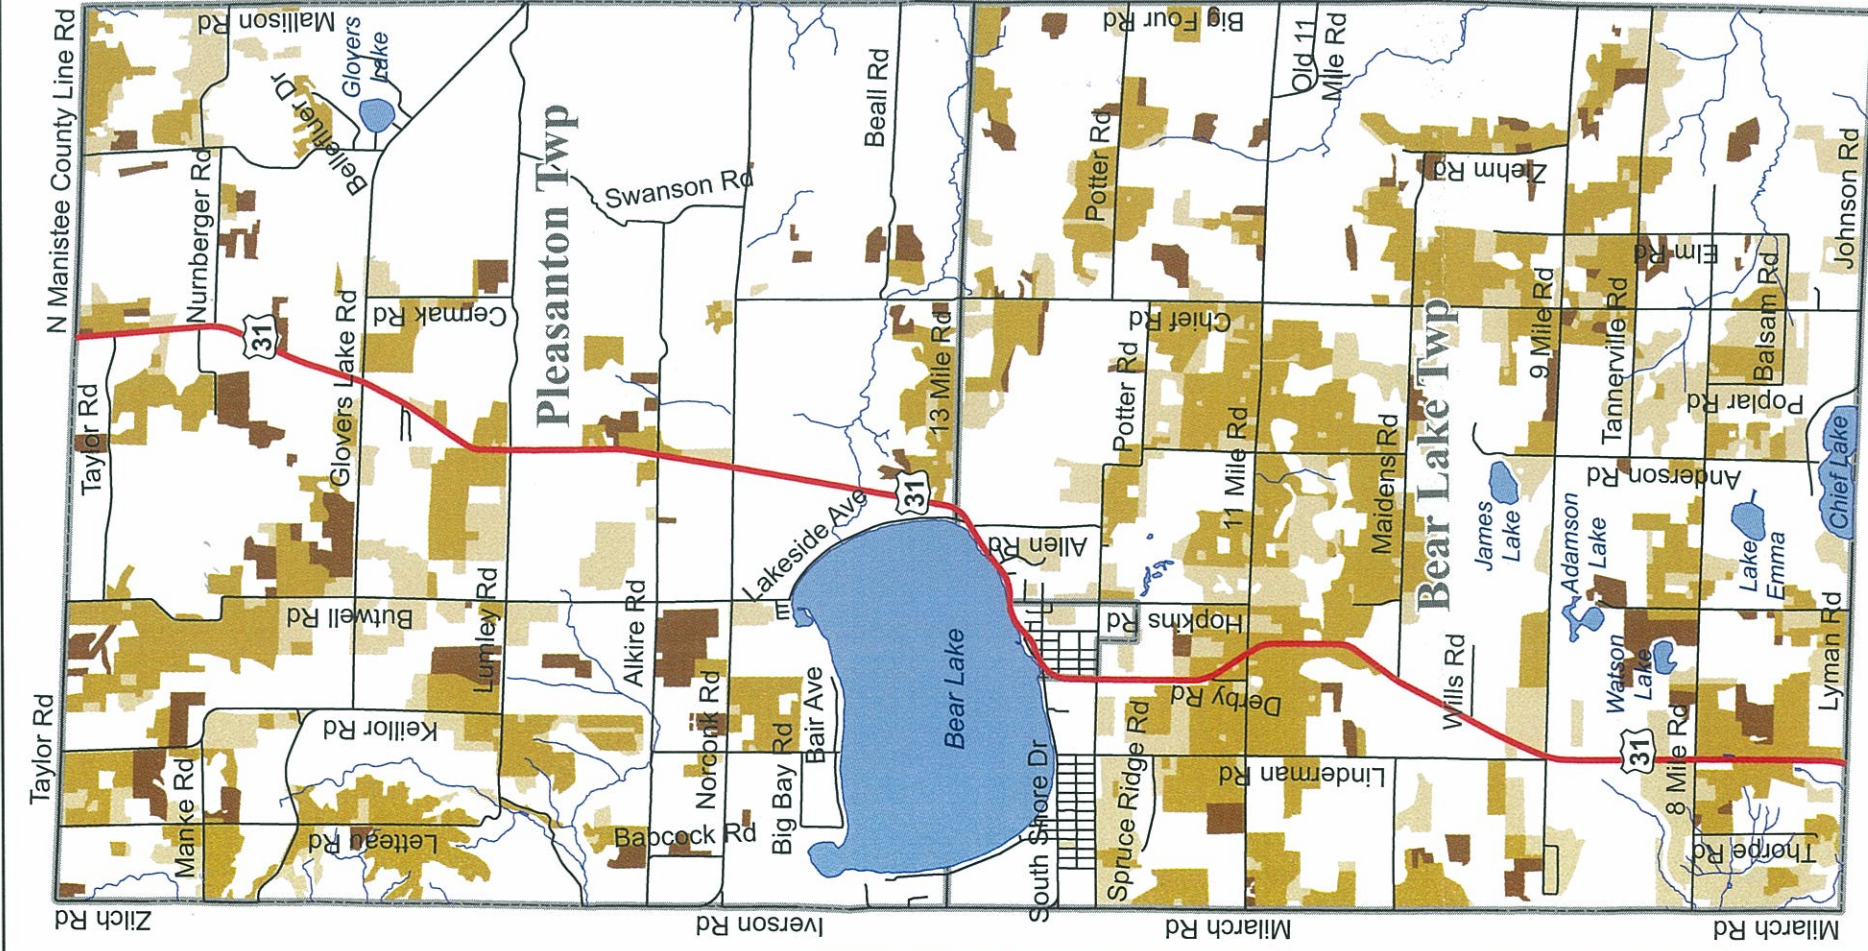 N Manistee County Line Rd
Mallison
Rd
Glovers
Lake
Bellefluer Dr
Nurnberger Rd
31
Taylor Rd
Glovers Lake Rd
Cermak Rd
Pleasanton Twp
Swanson Rd
Beall Rd
13 Mile Rd
31
Lakeside Ave
Butwell Rd
Lumley Rd
Alkire Rd
Taylor Rd
Keillor Rd
Manke Rd
Letteau Rd
Zilch Rd
Norconk Rd
Babcock Rd
Big Bay Rd
Bair Ave
Iverson Rd
Bear Lake
South Shore Dr
Big Four Rd
Old 11
Mile Rd
Potter Rd
Ziehm Rd
Chief Rd
Potter Rd
11 Mile Rd
Allen Rd
Hopkins Rd
Derby Rd
Spruce Ridge Rd
Linderman Rd
Milarch Rd
Maidens Rd
Bear Lake Twp
Wills Rd
9 Mile Rd
Tannerville Rd
Elm Rd
Balsam Rd
Johnson Rd
Poplar Rd
Anderson Rd
Chief Lake
James
Lake
Adamson
Lake
Lake
Emma
Watson
Lake
Lyman Rd
31
8 Mile Rd
Thorpe Rd
Milarch Rd